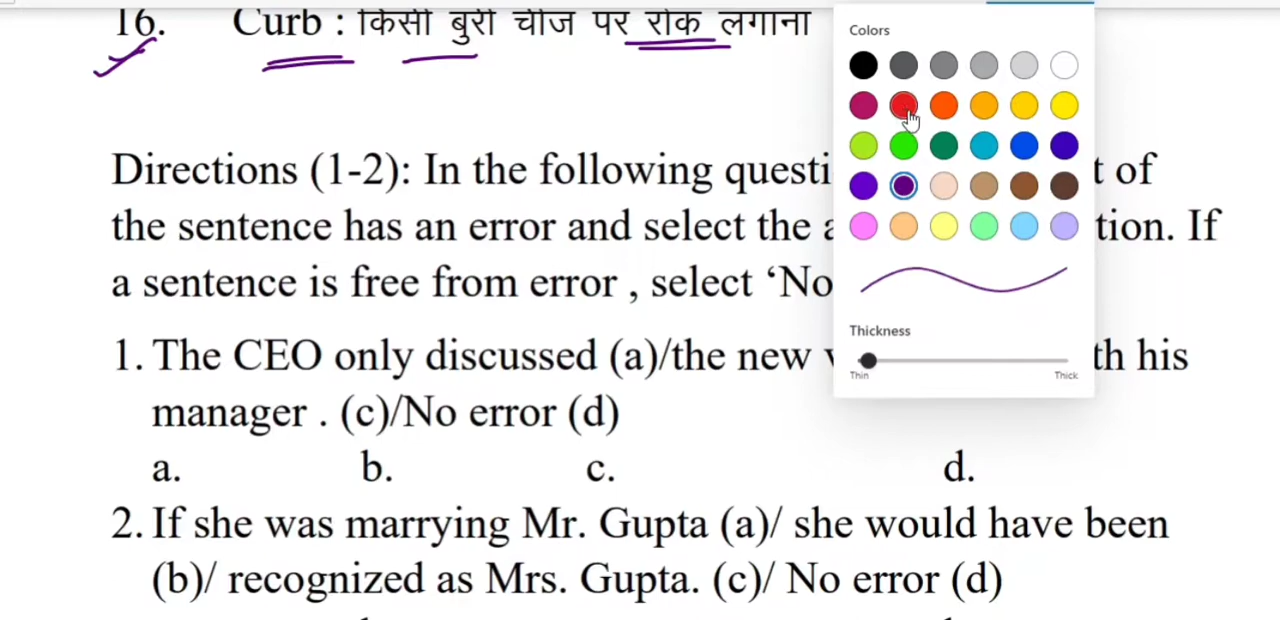 16. Curb : किसी बुरी चीज पर रोक लगाना
Colors
Directions (1-2): In the following questi
t of
the sentence has an error and select the a
tion. If
a sentence is free from error , select ‘No
Thickness
Thin
Thick
1. The CEO only discussed (a)/the new
th his
manager . (c)/No error (d)
a. b. c. d.
2. If she was marrying Mr. Gupta (a)/ she would have been
(b)/ recognized as Mrs. Gupta. (c)/ No error (d)